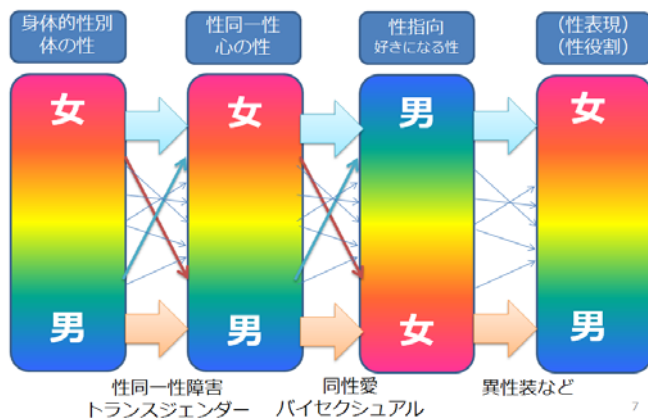 身体的性別
体の性
性同一性
心の性
性指向
好きになる性
(性表現)
(性役割)
女
女
男
女
男
男
女
男
性同一性障害
トランスジェンダー
同性愛
バイセクシュアル
異性装など
7